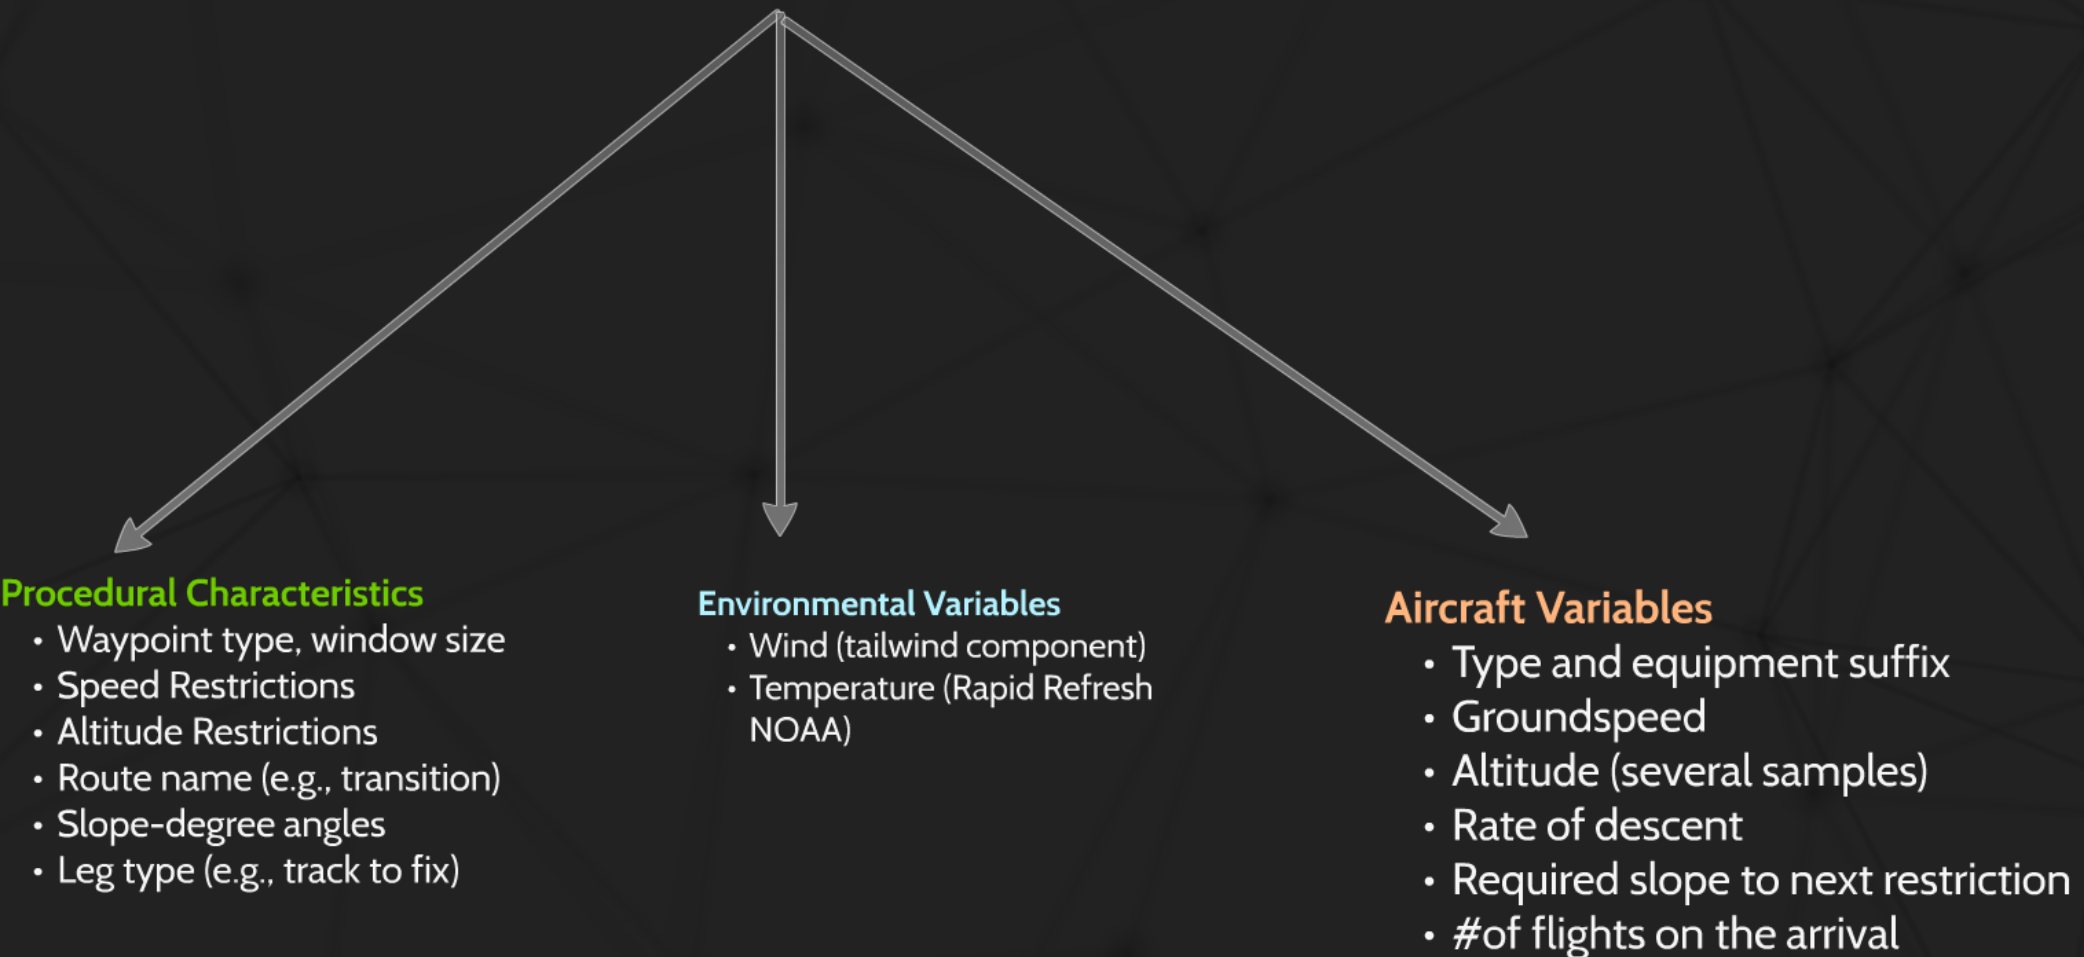 Procedural Characteristics
• Waypoint type, window size
• Speed Restrictions
• Altitude Restrictions
• Route name (e.g., transition)
• Slope-degree angles
• Leg type (e.g., track to fix)
Environmental Variables
• Wind (tailwind component)
• Temperature (Rapid Refresh
NOAA)
Aircraft Variables
• Type and equipment suffix
• Groundspeed
• Altitude (several samples)
• Rate of descent
• Required slope to next restriction
• #of flights on the arrival